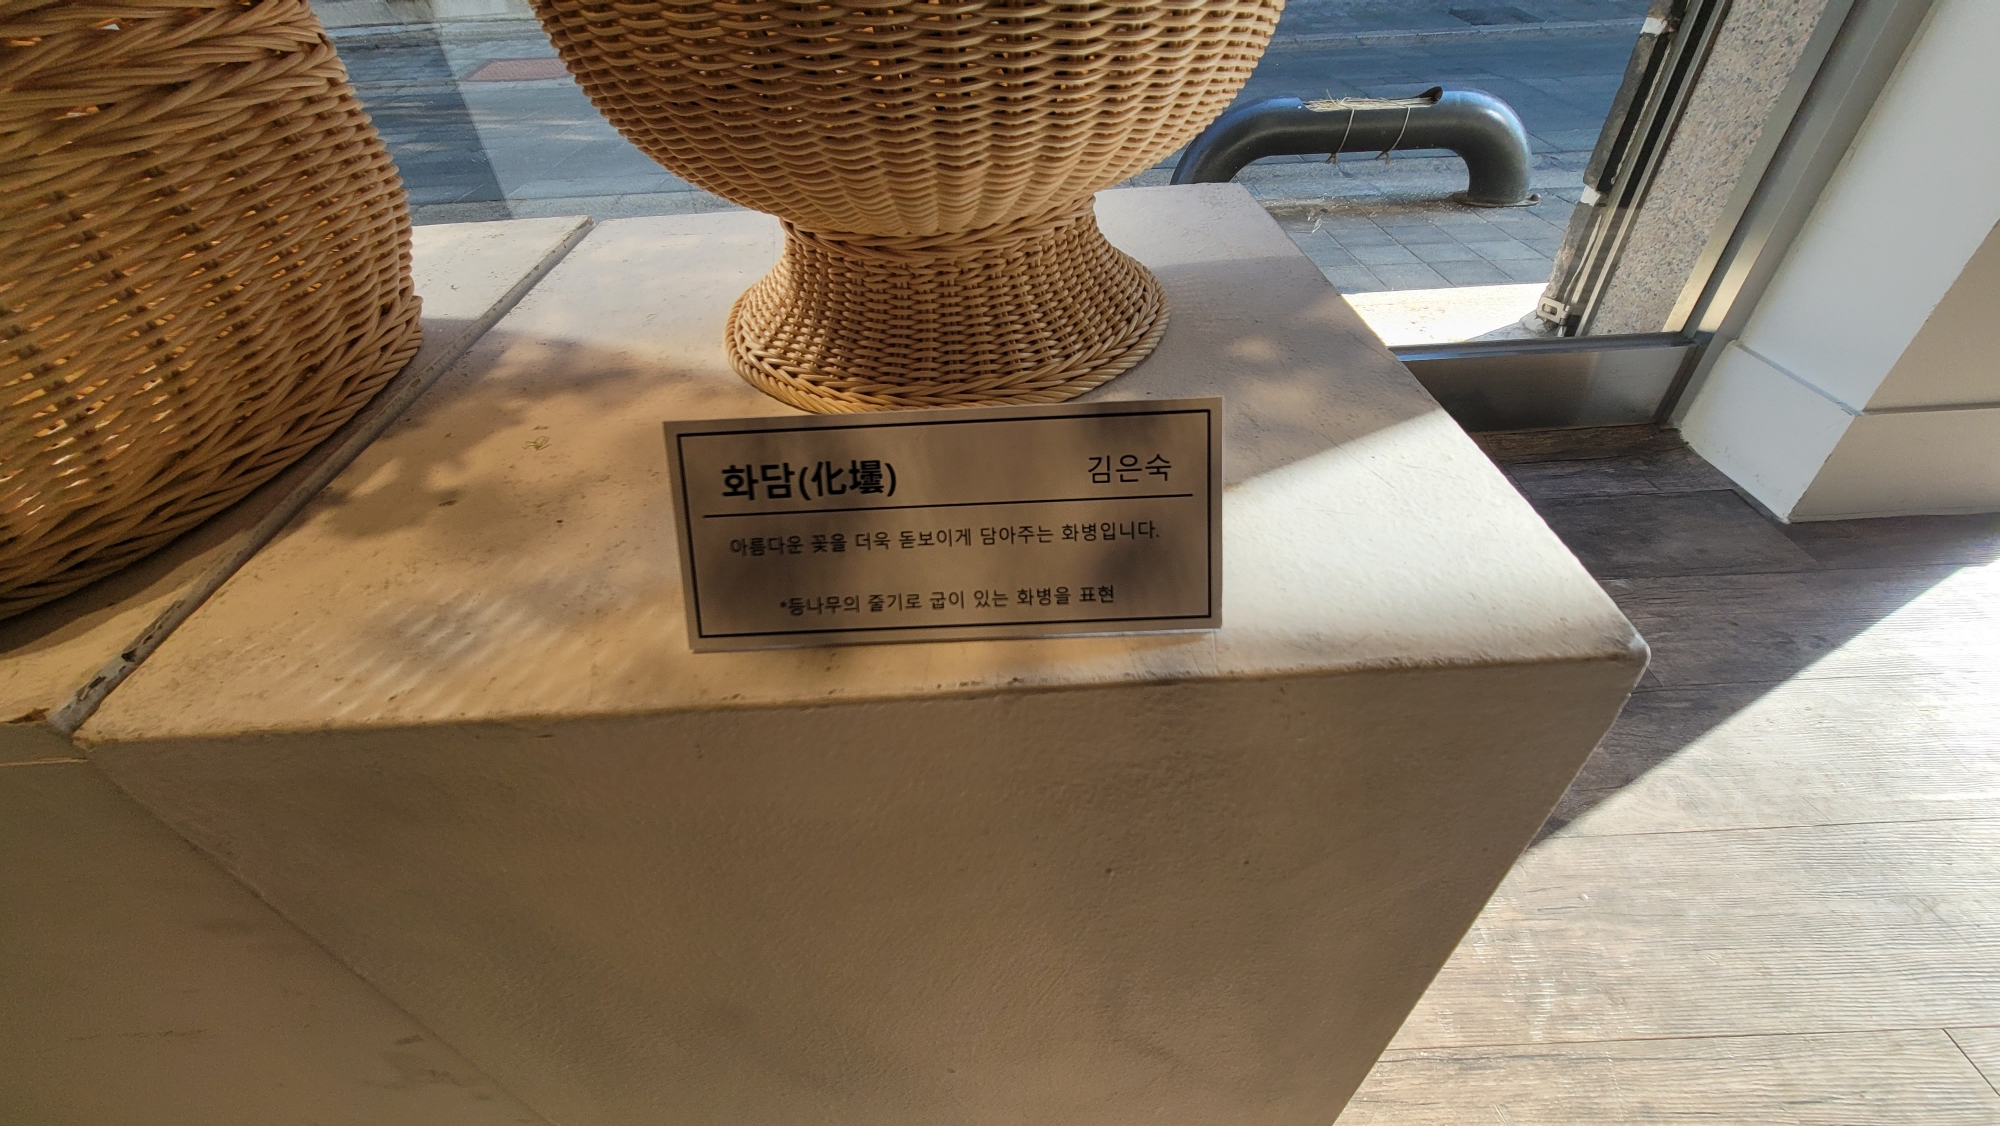 화담(化壜) 김은숙
아름다운 꽃을 더욱 돋보이게 담아주는 화병입니다.
*등나무의 줄기로 굽이 있는 화병을 표현